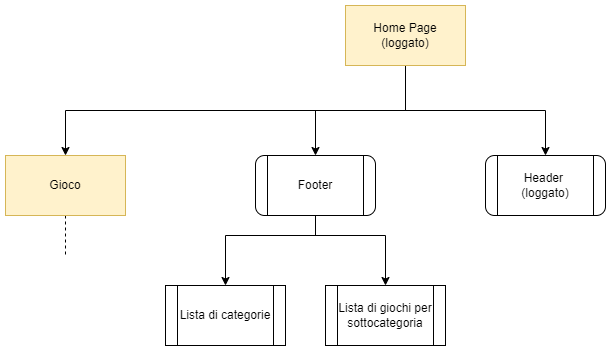 Home Page
(loggato)
Gioco
Footer
Header
(loggato)
Lista di categorie
Lista di giochi per
sottocategoria